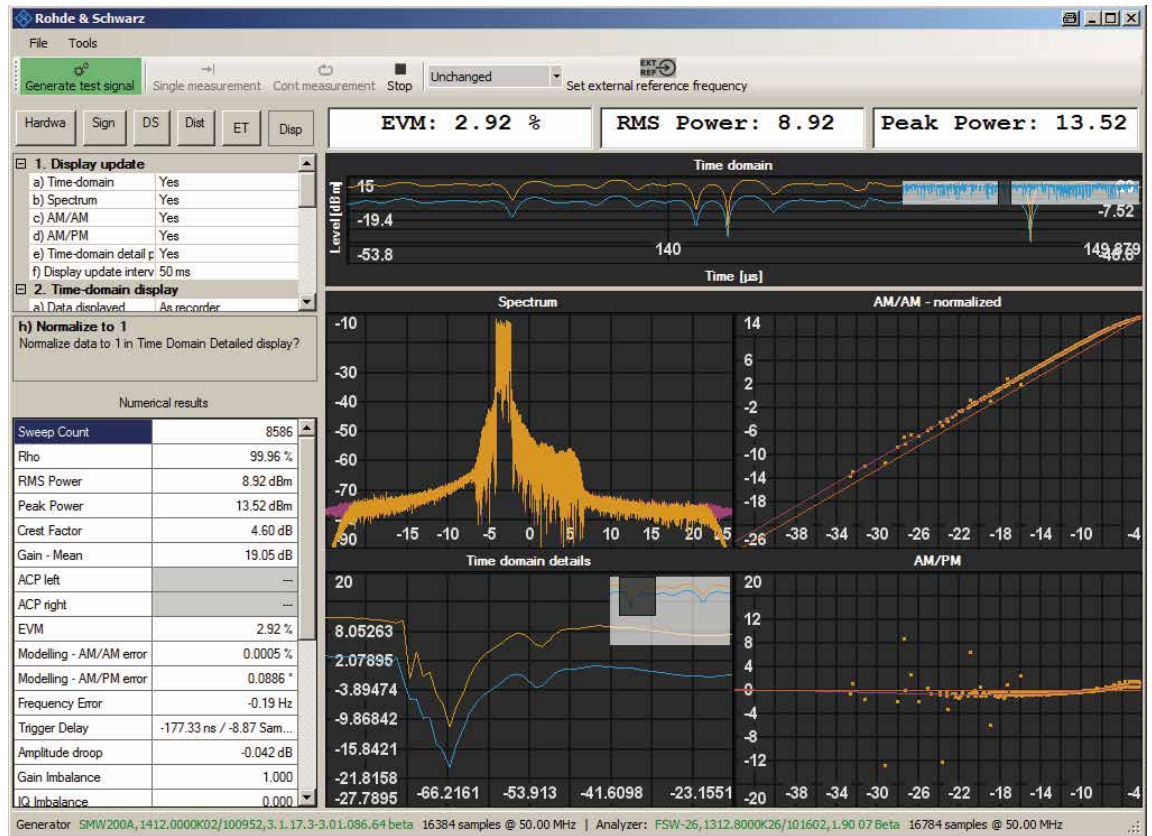 Rohde & Schwarz
File Tools
Generate test signal Single measurement Cont measurement Stop Unchanged EXT REF Set external reference frequency
Hardwa Sign DS Dist ET Disp
EVM: 2.92 % RMS Power: 8.92 Peak Power: 13.52
1. Display update
a) Time-domain Yes
b) Spectrum Yes
c) AM/AM Yes
d) AM/PM Yes
e) Time-domain detail p Yes
f) Display update interv 50 ms
2. Time-domain display
a) Data displayed As recorder
h) Normalize to 1
Normalize data to 1 in Time Domain Detailed display?
Numerical results
Sweep Count 8586
Rho 99.96 %
RMS Power 8.92 dBm
Peak Power 13.52 dBm
Crest Factor 4.60 dB
Gain - Mean 19.05 dB
ACP left ---
ACP right ---
EVM 2.92 %
Modelling - AM/AM error 0.0005 %
Modelling - AM/PM error 0.0886 °
Frequency Error -0.19 Hz
Trigger Delay -177.33 ns / -8.87 Sam...
Amplitude droop -0.042 dB
Gain Imbalance 1.000
IQ Imbalance 0.000
Time domain
Level [dBm]
15
-19.4 -7.52
-53.8 140 149.879
-46.6
Time [µs]
Spectrum
-10
-30
-40
-50
-60
-70
-90 -15 -10 -5 0 5 10 15 20 25
AM/AM - normalized
14
6
2
-2
-6
-10
-14
-18
-26 -38 -34 -30 -26 -22 -18 -14 -10 -4
Time domain details
20
8.05263
2.07895
-3.89474
-9.86842
-15.8421
-21.8158
-27.7895 -66.2161 -53.913 -41.6098 -23.1551
AM/PM
20
12
8
4
0
-4
-8
-12
-20 -38 -34 -30 -26 -22 -18 -14 -10 -4
Generator SMW200A,1412.0000K02/100952,3.1.17.3-3.01.086.64 beta 16384 samples @ 50.00 MHz | Analyzer: FSW-26,1312.8000K26/101602,1.90 07 Beta 16784 samples @ 50.00 MHz